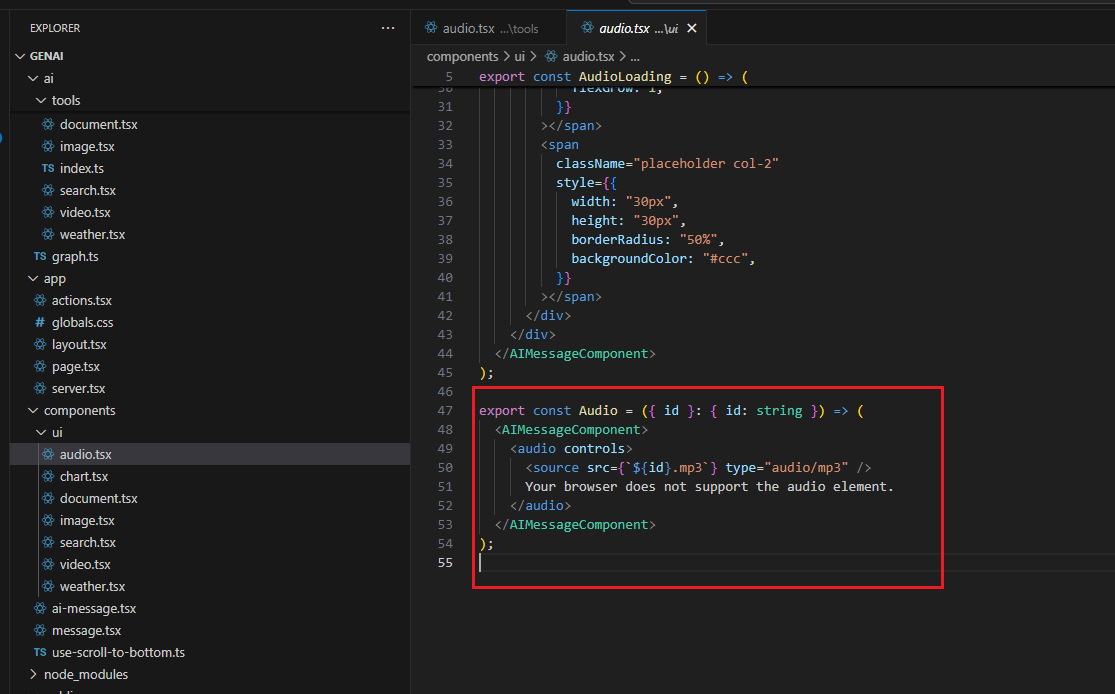 EXPLORER
GENAI
ai
tools
document.tsx
image.tsx
TS index.ts
search.tsx
video.tsx
weather.tsx
TS graph.ts
app
actions.tsx
# globals.css
layout.tsx
page.tsx
server.tsx
components
ui
audio.tsx
chart.tsx
document.tsx
image.tsx
search.tsx
video.tsx
weather.tsx
ai-message.tsx
message.tsx
TS use-scroll-to-bottom.ts
node_modules
audio.tsx ...\tools
audio.tsx ...\ui
components > ui > audio.tsx > ...
5 export const AudioLoading = () => (
30 flexGrow: 1,
31 }}
32 ></span>
33 <span
34 className="placeholder col-2"
35 style={{
36 width: "30px",
37 height: "30px",
38 borderRadius: "50%",
39 backgroundColor: "#ccc",
40 }}
41 ></span>
42 </div>
43 </div>
44 </AIMessageComponent>
45 );
46
47 export const Audio = ({ id }: { id: string }) => (
48 <AIMessageComponent>
49 <audio controls>
50 <source src={`${id}.mp3`} type="audio/mp3" />
51 Your browser does not support the audio element.
52 </audio>
53 </AIMessageComponent>
54 );
55